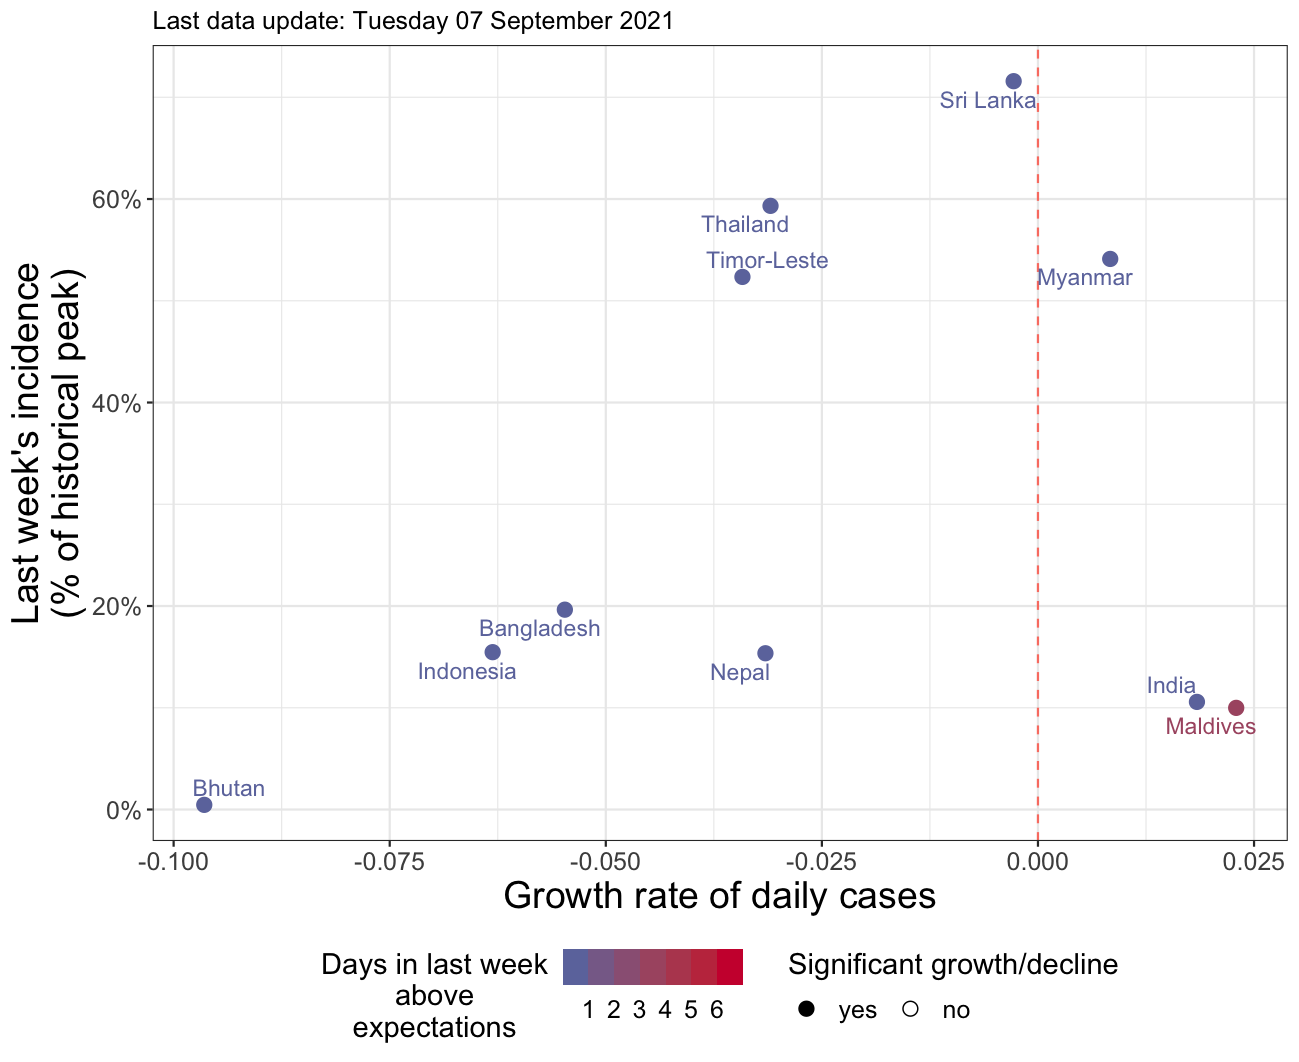 Last data update: Tuesday 07 September 2021
Last week's incidence
(% of historical peak)
60%
40%
20%
0%
Sri Lanka
Thailand
Timor-Leste
Myanmar
Bangladesh
Indonesia
Nepal
India
Maldives
Bhutan
-0.100 -0.075 -0.050 -0.025 0.000 0.025
Growth rate of daily cases
Days in last week
above
expectations
1 2 3 4 5 6
Significant growth/decline
yes no